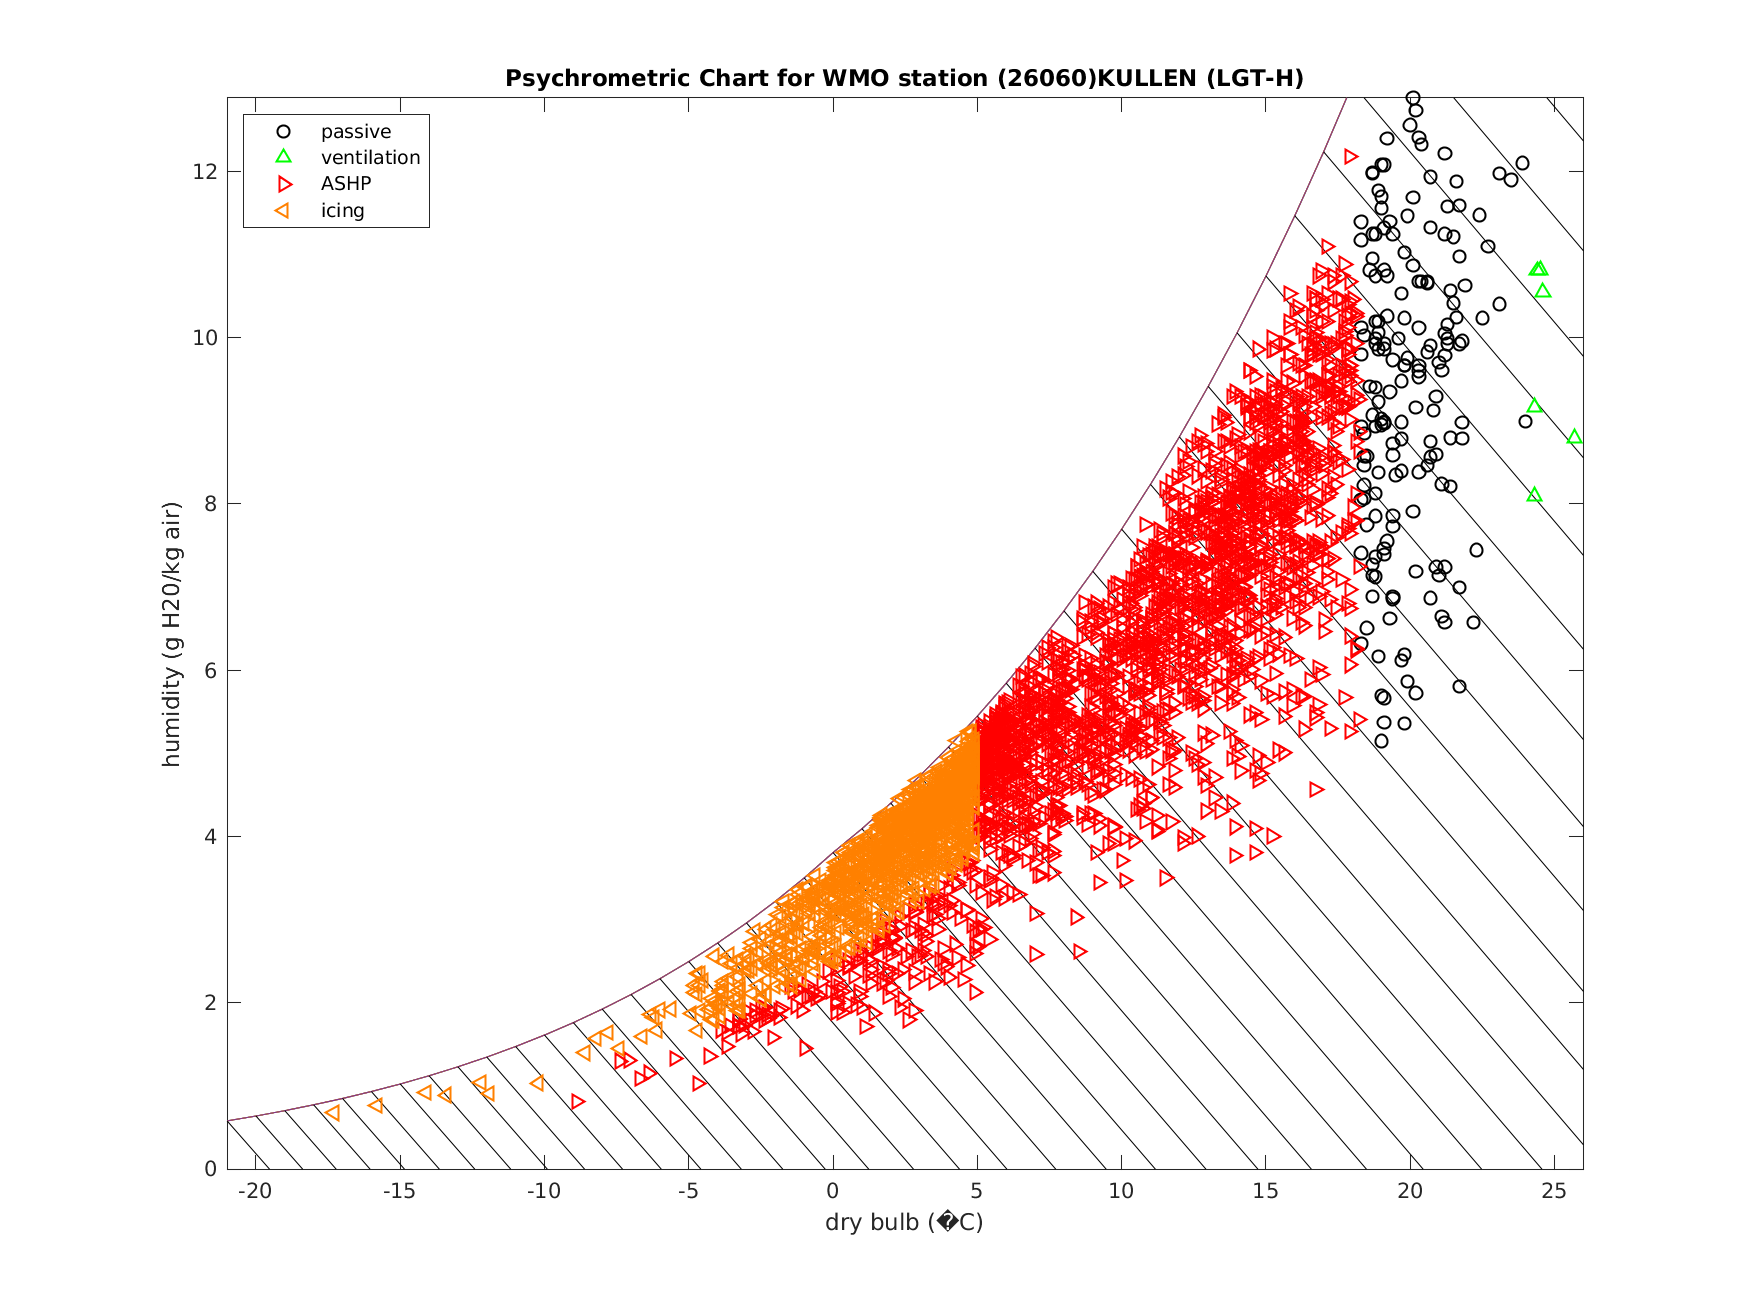 Psychrometric Chart for WMO station (26060)KULLEN (LGT-H)
passive
ventilation
ASHP
icing
humidity (g H20/kg air)
12
10
8
6
4
2
0
-20 -15 -10 -5 0 5 10 15 20 25
dry bulb (�C)